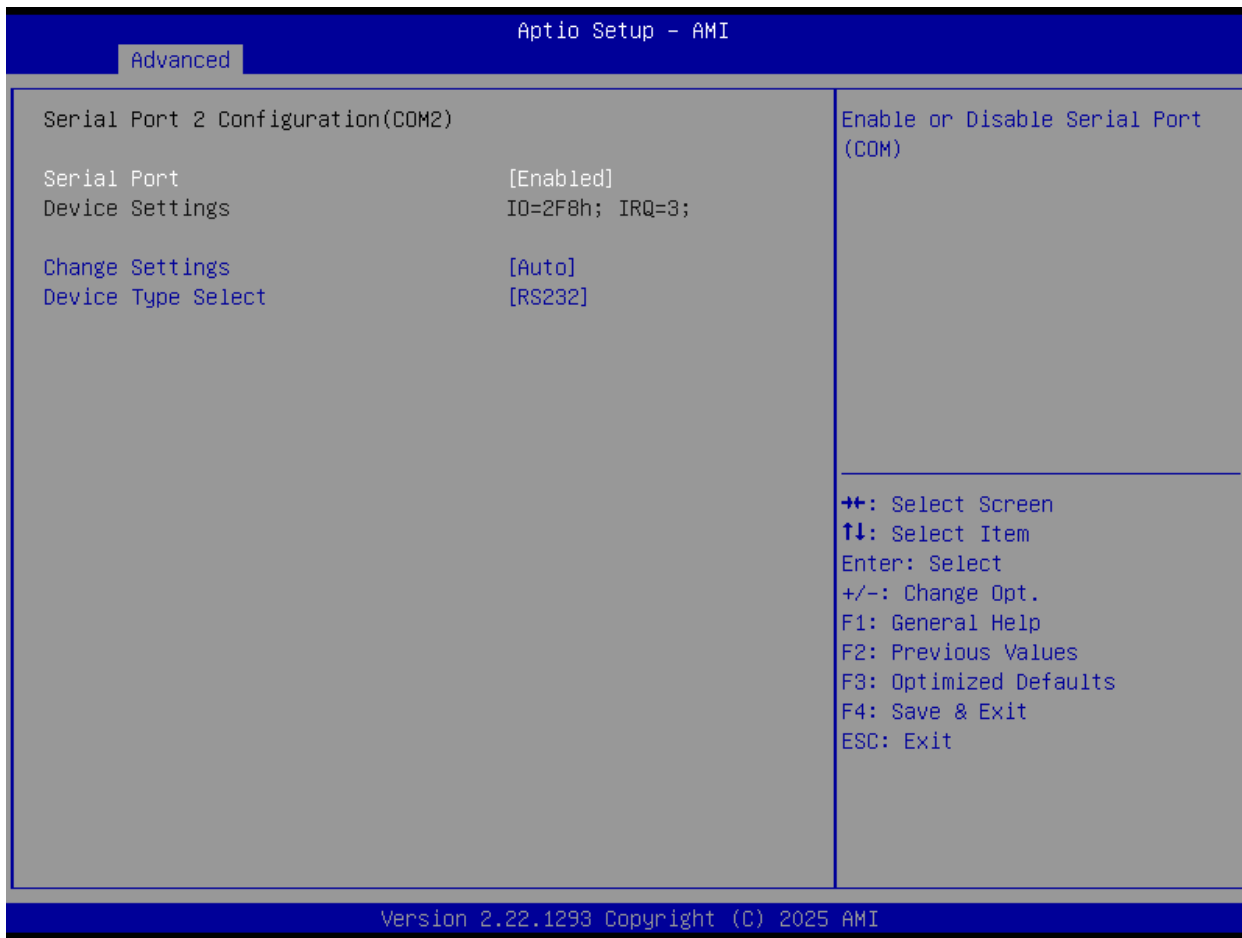 Aptio Setup – AMI
Advanced
Serial Port 2 Configuration(COM2)
Serial Port [Enabled]
Device Settings IO=2F8h; IRQ=3;
Change Settings [Auto]
Device Type Select [RS232]
Enable or Disable Serial Port
(COM)
→←: Select Screen
↑↓: Select Item
Enter: Select
+/-: Change Opt.
F1: General Help
F2: Previous Values
F3: Optimized Defaults
F4: Save & Exit
ESC: Exit
Version 2.22.1293 Copyright (C) 2025 AMI